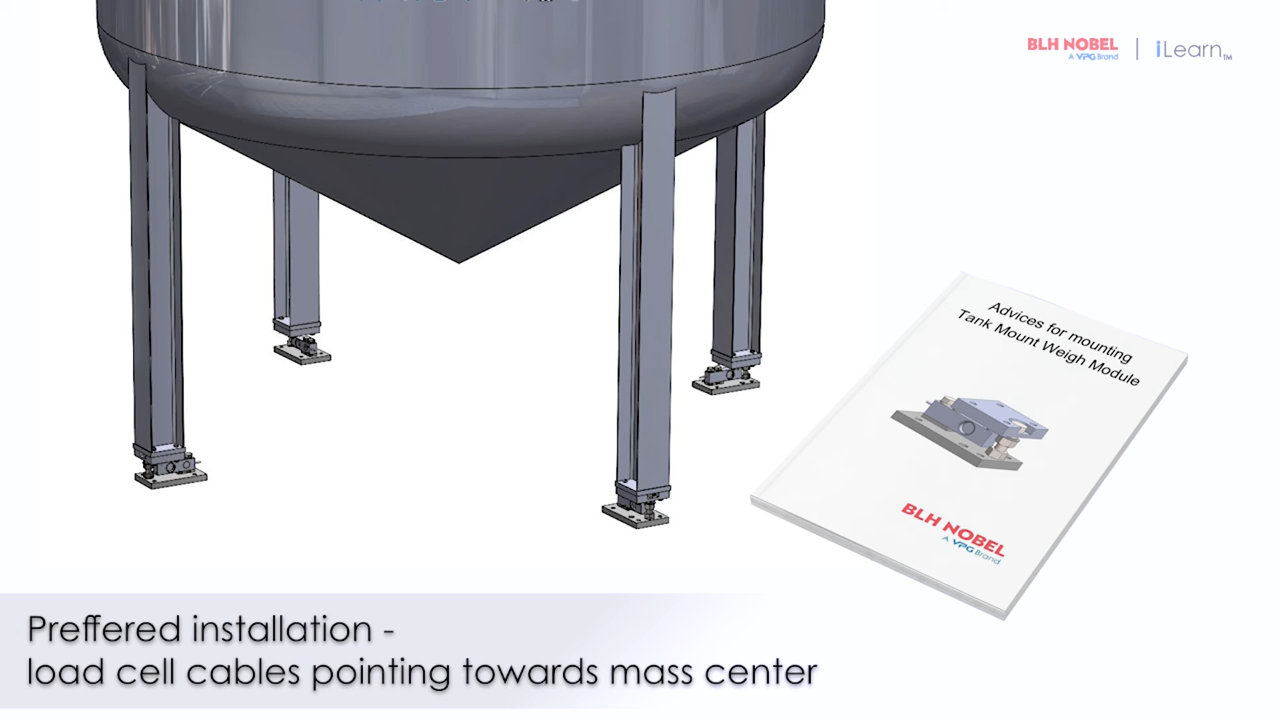 BLH NOBEL
A VPG Brand
iLearn™
Advices for mounting
Tank Mount Weigh Module
BLH NOBEL
A VPG Brand
Preffered installation -
load cell cables pointing towards mass center